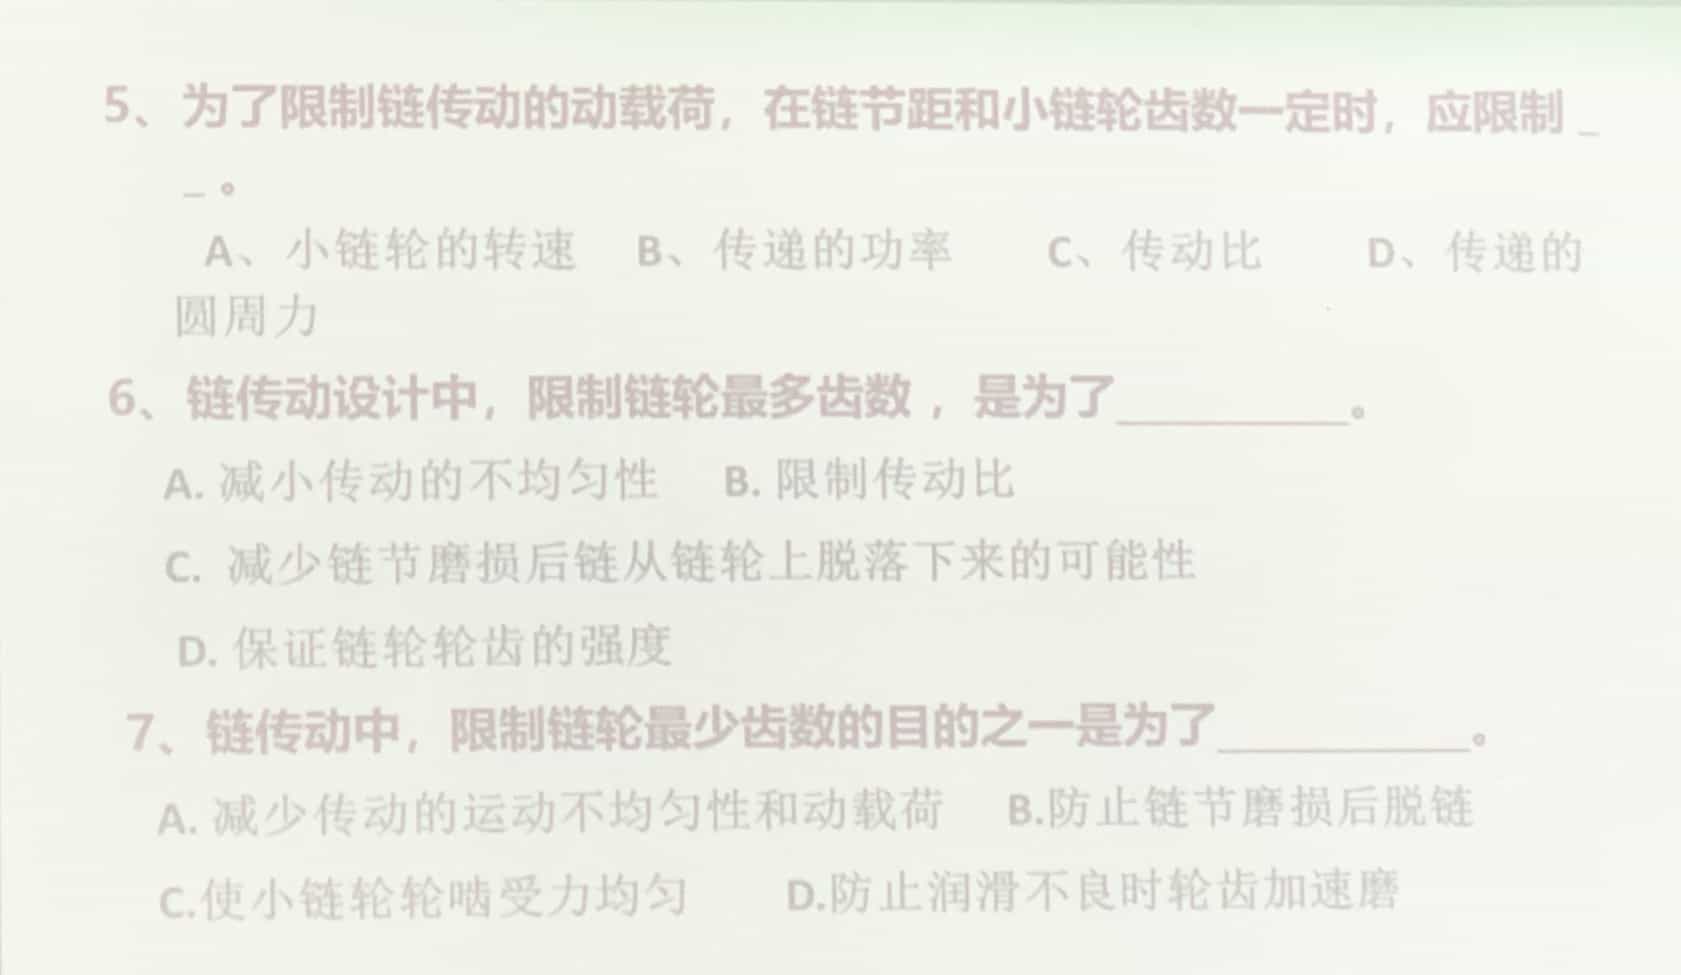 5、为了限制链传动的动载荷，在链节距和小链轮齿数一定时，应限制 _
_ 。
A、小链轮的转速 B、传递的功率 C、传动比 D、传递的
圆周力
6、链传动设计中，限制链轮最多齿数 ，是为了__________。
A. 减小传动的不均匀性 B. 限制传动比
C. 减少链节磨损后链从链轮上脱落下来的可能性
D. 保证链轮轮齿的强度
7、链传动中，限制链轮最少齿数的目的之一是为了___________。
A. 减少传动的运动不均匀性和动载荷 B.防止链节磨损后脱链
C.使小链轮轮啮受力均匀 D.防止润滑不良时轮齿加速磨